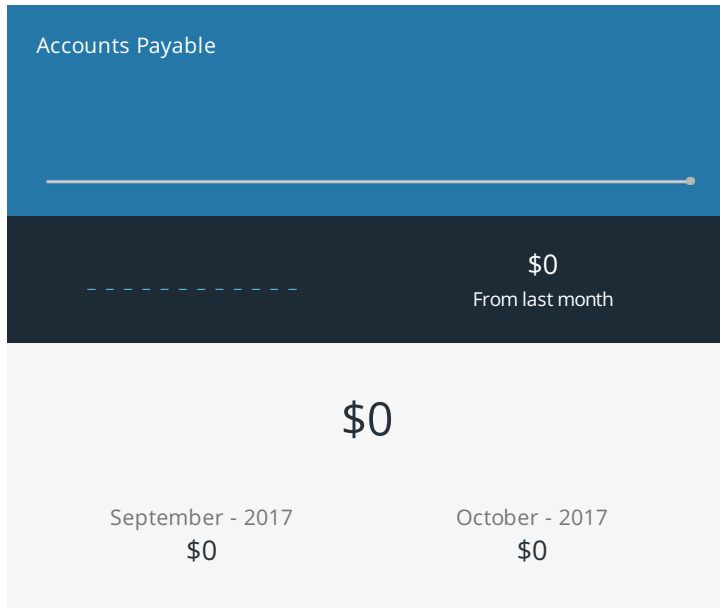 Accounts Payable
$0
From last month
$0
September - 2017
$0
October - 2017
$0